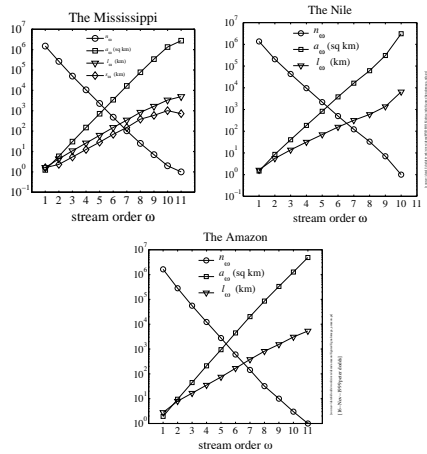 The Mississippi
10^7
10^6
10^5
10^4
10^3
10^2
10^1
10^0
10^−1
n_ω
a_ω (sq km)
l_ω (km)
1 2 3 4 5 6 7 8 9 10 11
stream order ω
The Nile
10^7
10^6
10^5
10^4
10^3
10^2
10^1
10^0
10^−1
n_ω
a_ω (sq km)
l_ω (km)
1 2 3 4 5 6 7 8 9 10 11
stream order ω
The Amazon
10^7
10^6
10^5
10^4
10^3
10^2
10^1
10^0
n_ω
a_ω (sq km)
l_ω (km)
1 2 3 4 5 6 7 8 9 10 11
stream order ω